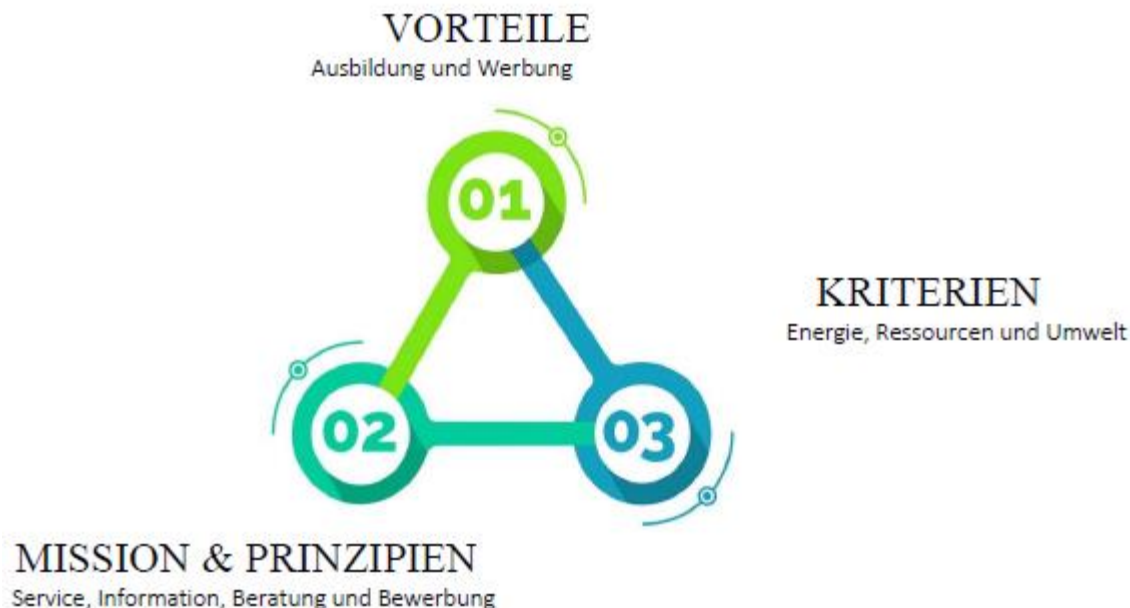 VORTEILE
Ausbildung und Werbung
01
KRITERIEN
Energie, Ressourcen und Umwelt
02
03
MISSION & PRINZIPIEN
Service, Information, Beratung und Bewerbung